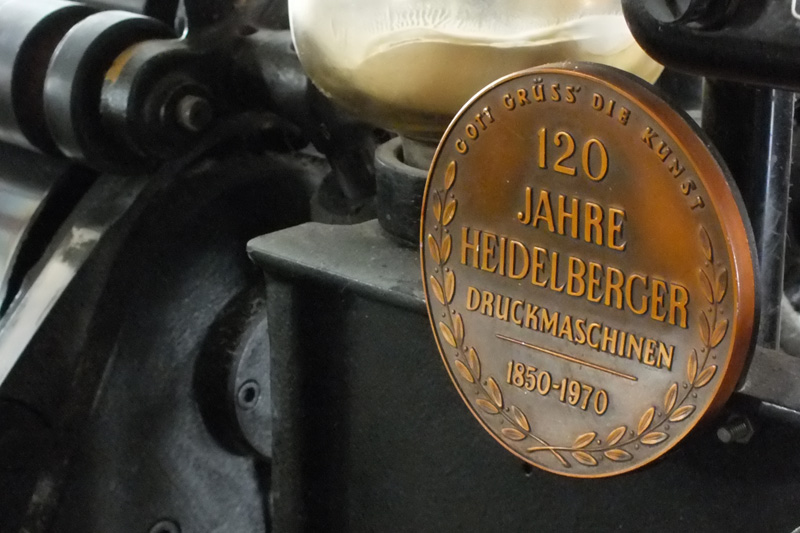 GOTT GRÜSS' DIE KUNST
120
JAHRE
HEIDELBERGER
DRUCKMASCHINEN
1850-1970